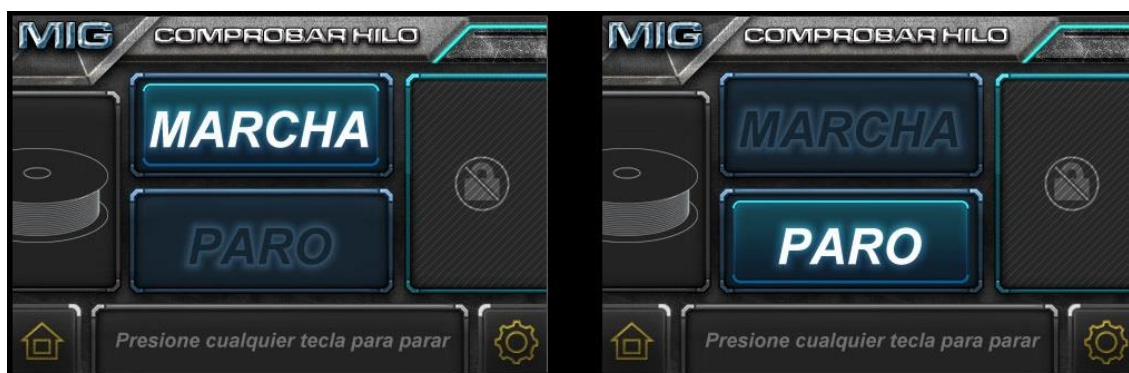 MIG COMPROBAR HILO
MARCHA
PARO
Presione cualquier tecla para parar
MIG COMPROBAR HILO
MARCHA
PARO
Presione cualquier tecla para parar